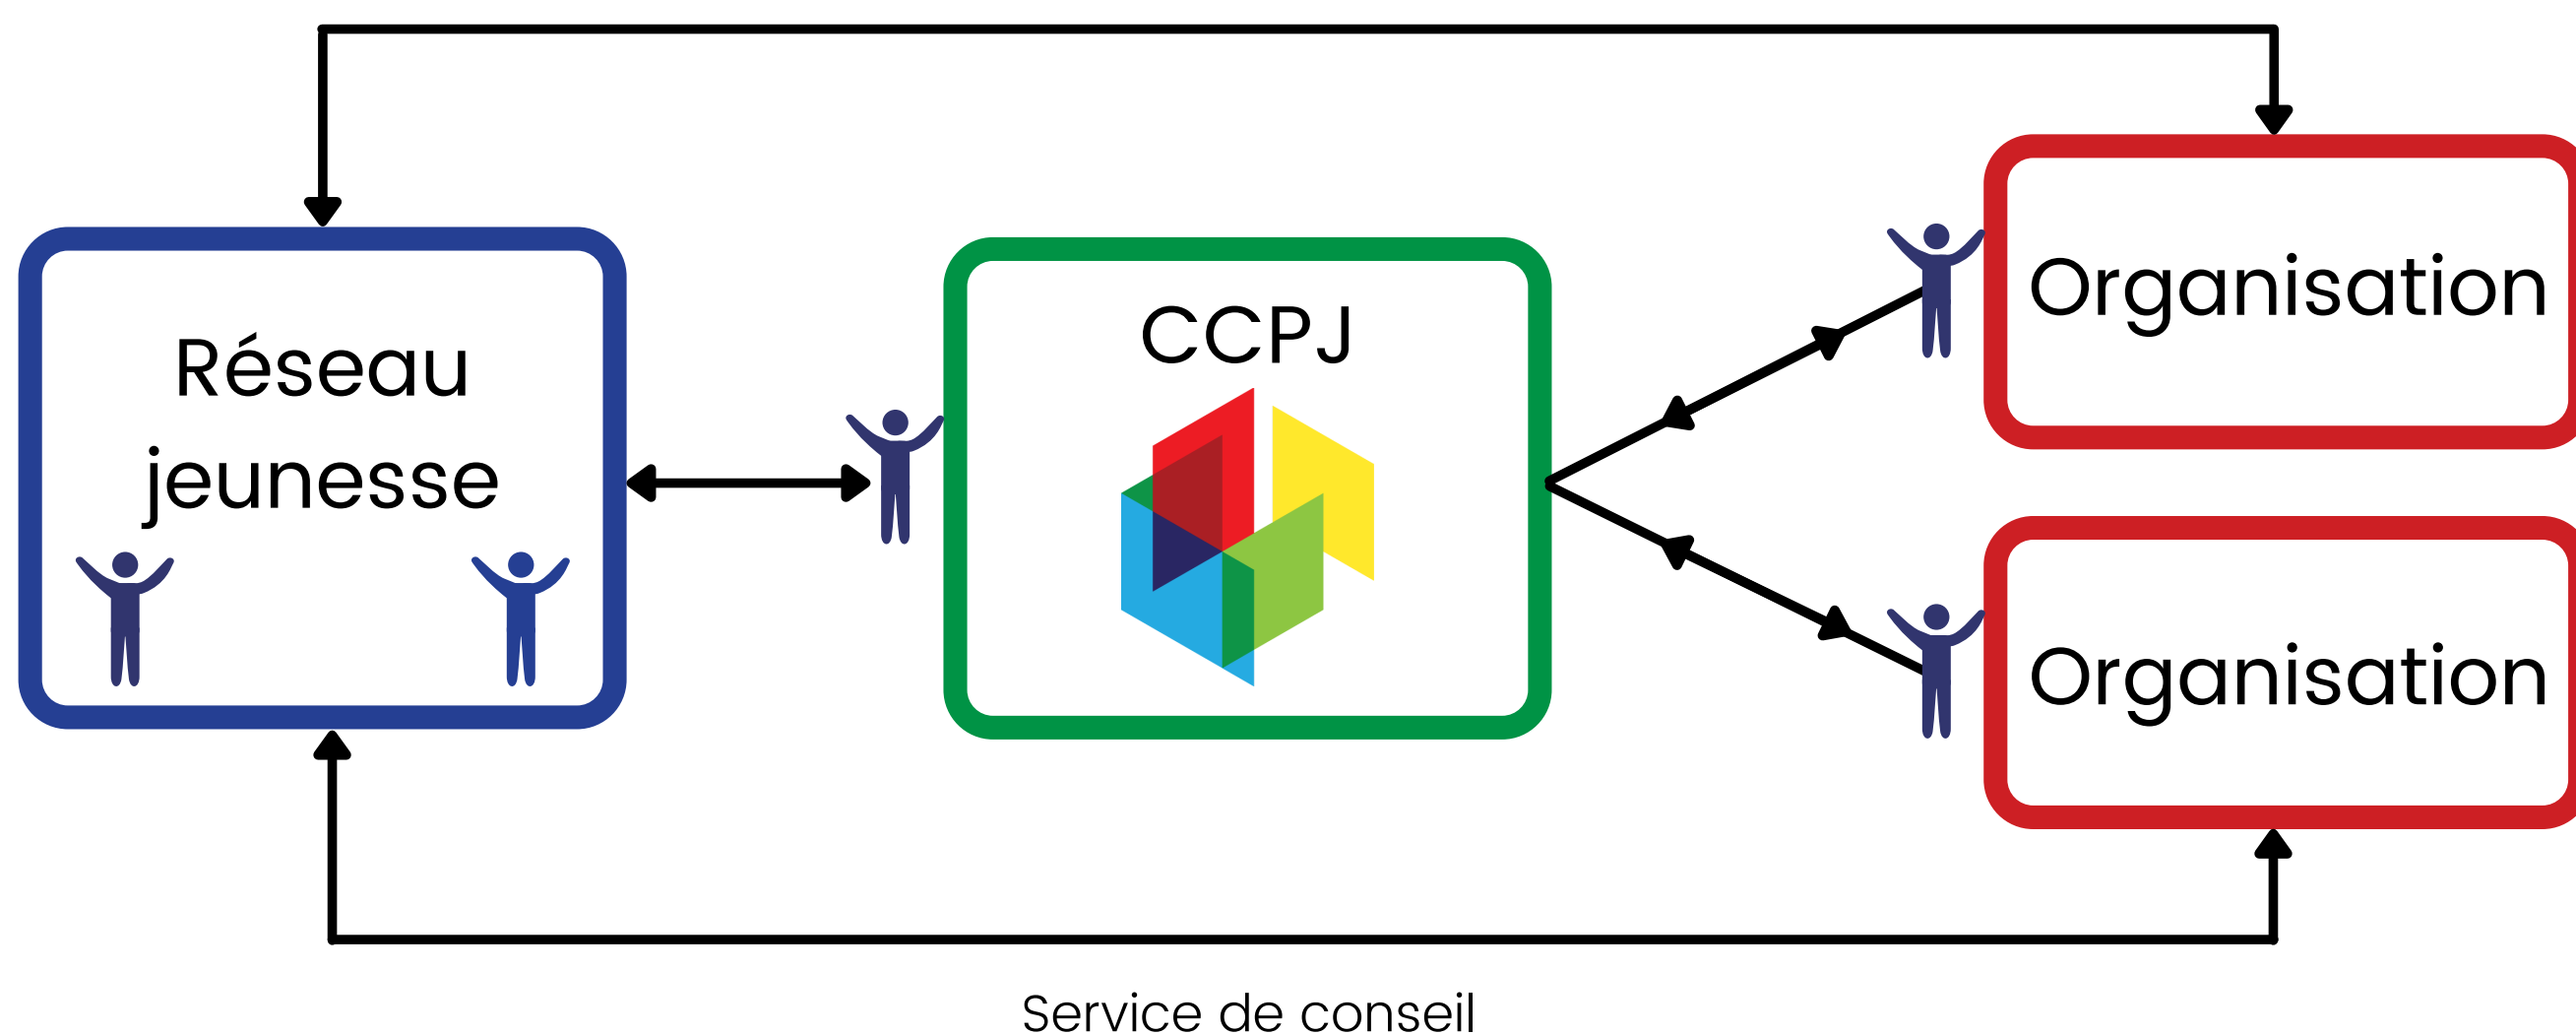 Réseau
jeunesse
CCPJ
Organisation
Organisation
Service de conseil